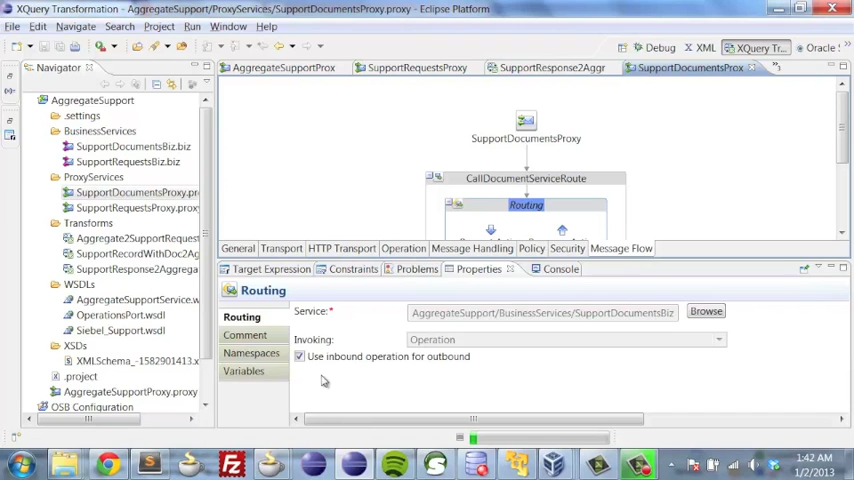 XQuery Transformation - AggregateSupport/ProxyServices/SupportDocumentsProxy.proxy - Eclipse Platform
File Edit Navigate Search Project Run Window Help
Debug XML XQuery Tr... Oracle
Navigator
AggregateSupport
.settings
BusinessServices
SupportDocumentsBiz.biz
SupportRequestsBiz.biz
ProxyServices
SupportDocumentsProxy.pr
SupportRequestsProxy.proxy
Transforms
Aggregate2SupportRequest
SupportRecordWithDoc2A
SupportResponse2Aggrega
WSDLs
AggregateSupportService.w
OperationsPort.wsdl
Siebel_Support.wsdl
XSDs
XMLSchema_-1582901413.x
.project
AggregateSupportProxy.proxy
OSB Configuration
AggregateSupportProx SupportRequestsProxy SupportResponse2Aggr SupportDocumentsProx
SupportDocumentsProxy
CallDocumentServiceRoute
Routing
General Transport HTTP Transport Operation Message Handling Policy Security Message Flow
Target Expression Constraints Problems Properties Console
Routing
Routing
Comment
Namespaces
Variables
Service:* AggregateSupport/BusinessServices/SupportDocumentsBiz Browse
Invoking: Operation
Use inbound operation for outbound
1:42 AM
1/2/2013